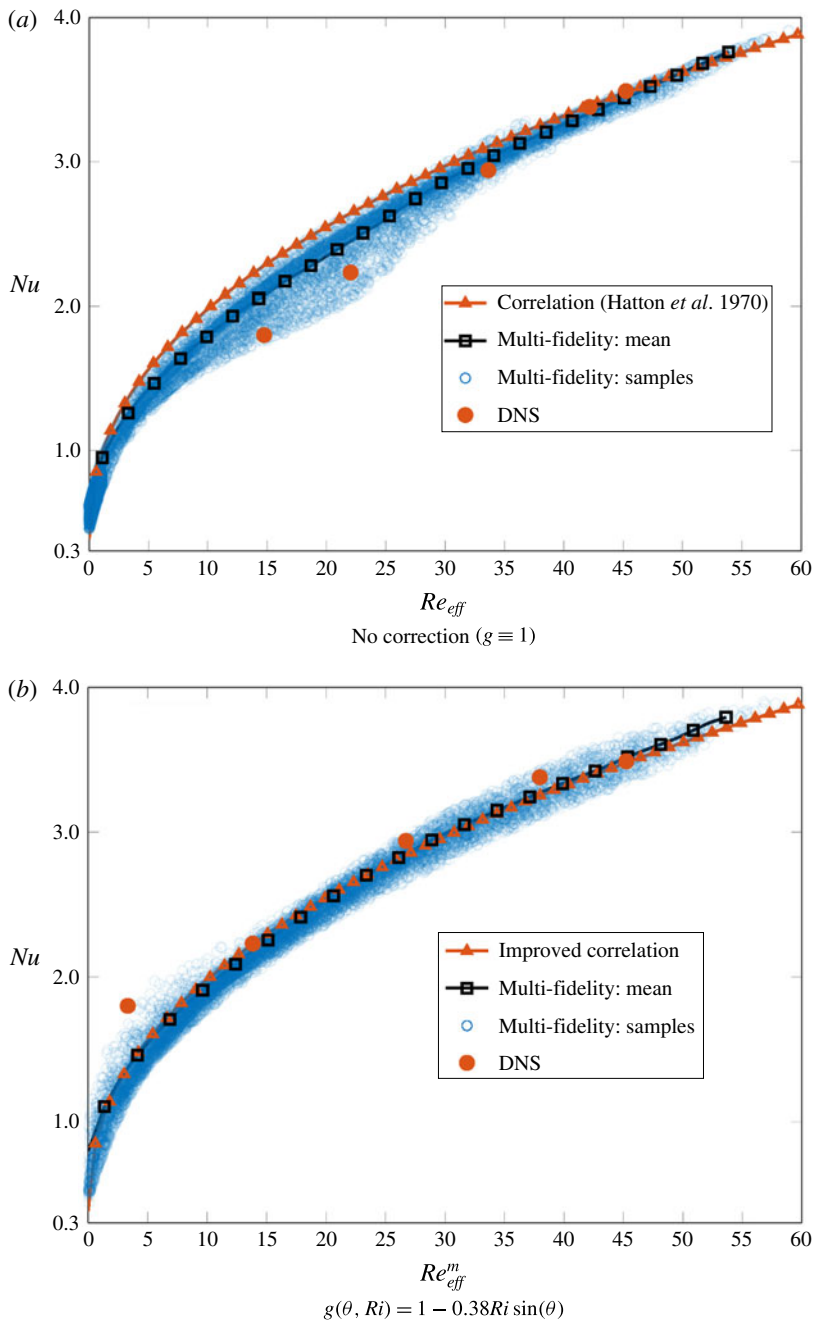 (a)
4.0
3.0
Nu
2.0
1.0
0.3
Correlation (Hatton et al. 1970)
Multi-fidelity: mean
Multi-fidelity: samples
DNS
0 5 10 15 20 25 30 35 40 45 50 55 60
Re_eff
No correction (g ≡ 1)
(b)
4.0
3.0
Nu
2.0
1.0
0.3
Improved correlation
Multi-fidelity: mean
Multi-fidelity: samples
DNS
0 5 10 15 20 25 30 35 40 45 50 55 60
Re^m_eff
g(θ, Ri) = 1 − 0.38Ri sin(θ)